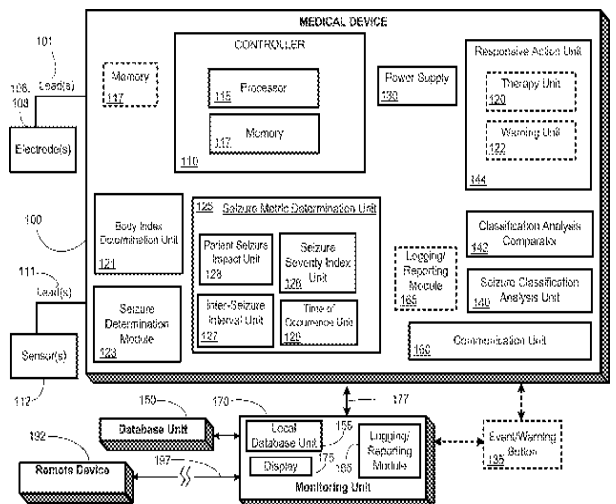 MEDICAL DEVICE
101
Lead(s)
106,
108
Electrode(s)
Memory
117
CONTROLLER
Processor
115
Memory
117
110
Power Supply
130
Responsive Action Unit
Therapy Unit
120
Warning Unit
122
144
100
Body Index
Determination Unit
121
125
Seizure Metric Determination Unit
Patient Seizure
Impact Unit
Seizure
Severity Index
Unit
126
Inter-Seizure
Interval Unit
127
Time of
Occurrence Unit
Logging/
Reporting
Module
165
Classification Analysis
Comparator
142
Seizure Classification
Analysis Unit
140
Communication Unit
160
111
Lead(s)
Sensor(s)
112
Seizure
Determination
Module
123
150
170
177
Database Unit
Local
Database Unit
155
Display
175
Logging/
Reporting
Module
165
Monitoring Unit
192
Remote Device
197
Event/Warning
Button
135